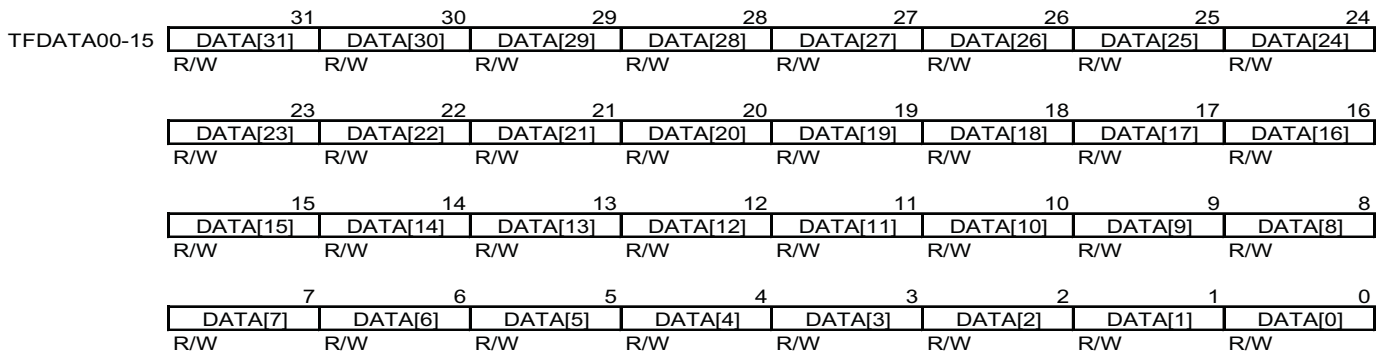 31 30 29 28 27 26 25 24
TFDATA00-15 DATA[31] DATA[30] DATA[29] DATA[28] DATA[27] DATA[26] DATA[25] DATA[24]
R/W R/W R/W R/W R/W R/W R/W R/W
23 22 21 20 19 18 17 16
DATA[23] DATA[22] DATA[21] DATA[20] DATA[19] DATA[18] DATA[17] DATA[16]
R/W R/W R/W R/W R/W R/W R/W R/W
15 14 13 12 11 10 9 8
DATA[15] DATA[14] DATA[13] DATA[12] DATA[11] DATA[10] DATA[9] DATA[8]
R/W R/W R/W R/W R/W R/W R/W R/W
7 6 5 4 3 2 1 0
DATA[7] DATA[6] DATA[5] DATA[4] DATA[3] DATA[2] DATA[1] DATA[0]
R/W R/W R/W R/W R/W R/W R/W R/W